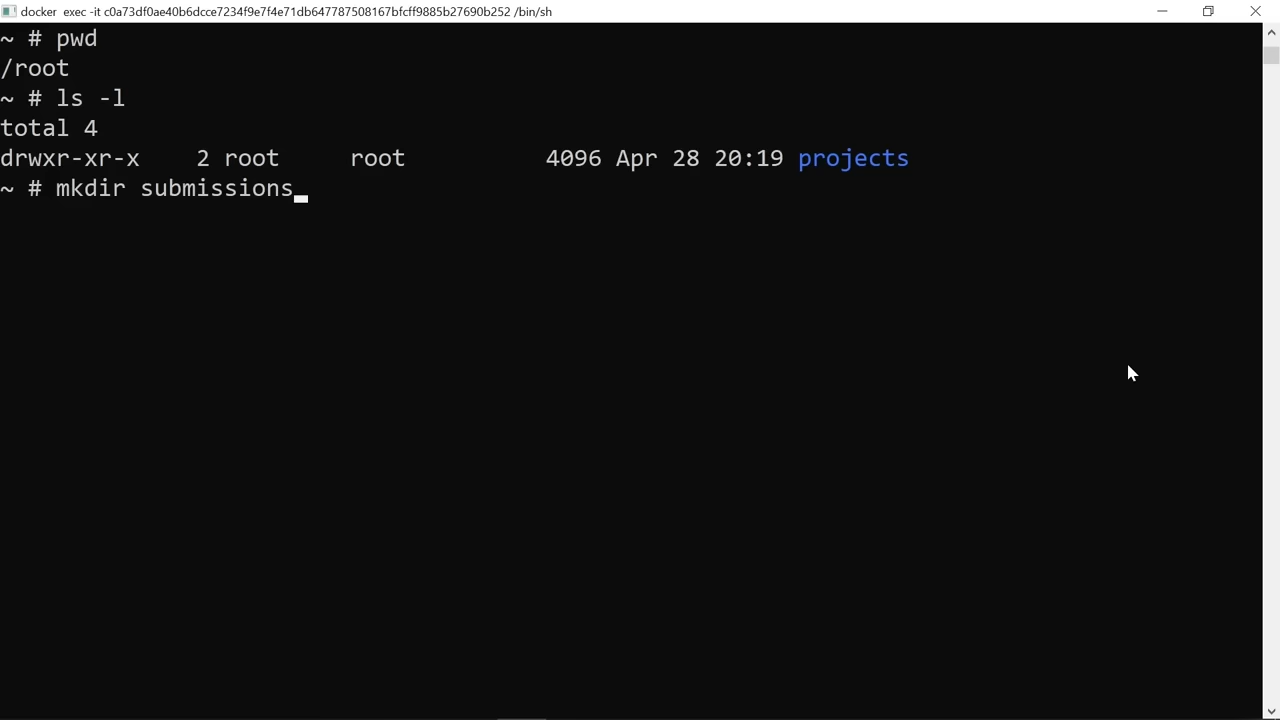 docker exec -it c0a73df0ae40b6dcce7234f9e7f4e71db647787508167bfcff9885b27690b252 /bin/sh
~ # pwd
/root
~ # ls -l
total 4
drwxr-xr-x    2 root     root          4096 Apr 28 20:19 projects
~ # mkdir submissions